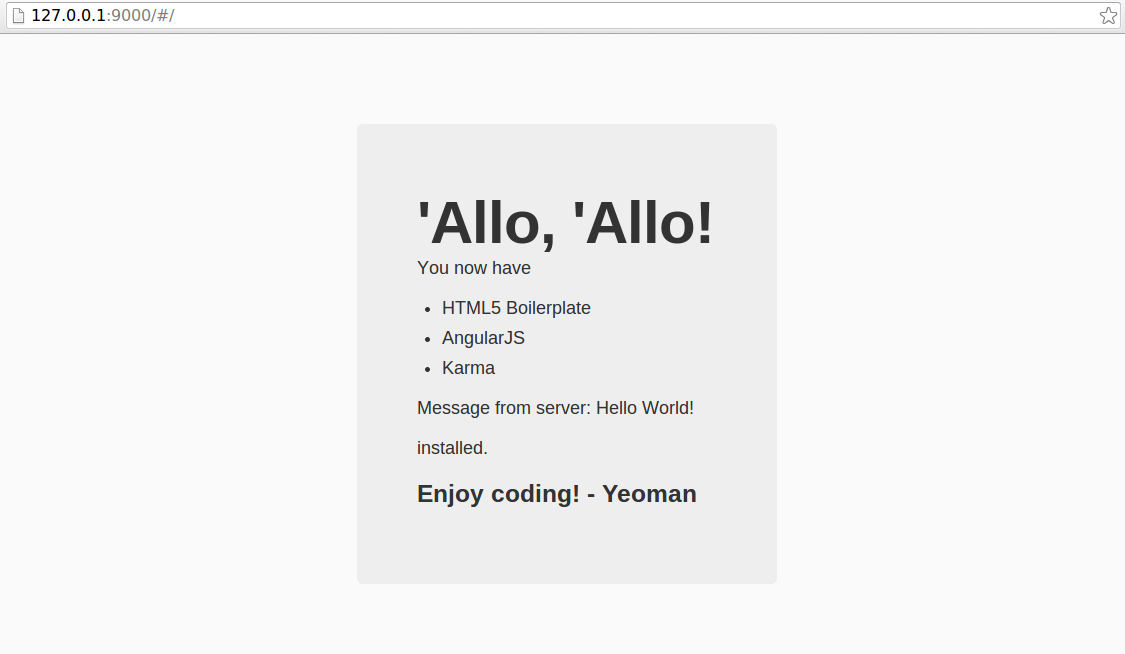 127.0.0.1:9000/#/
'Allo, 'Allo!
You now have
• HTML5 Boilerplate
• AngularJS
• Karma
Message from server: Hello World!
installed.
Enjoy coding! - Yeoman